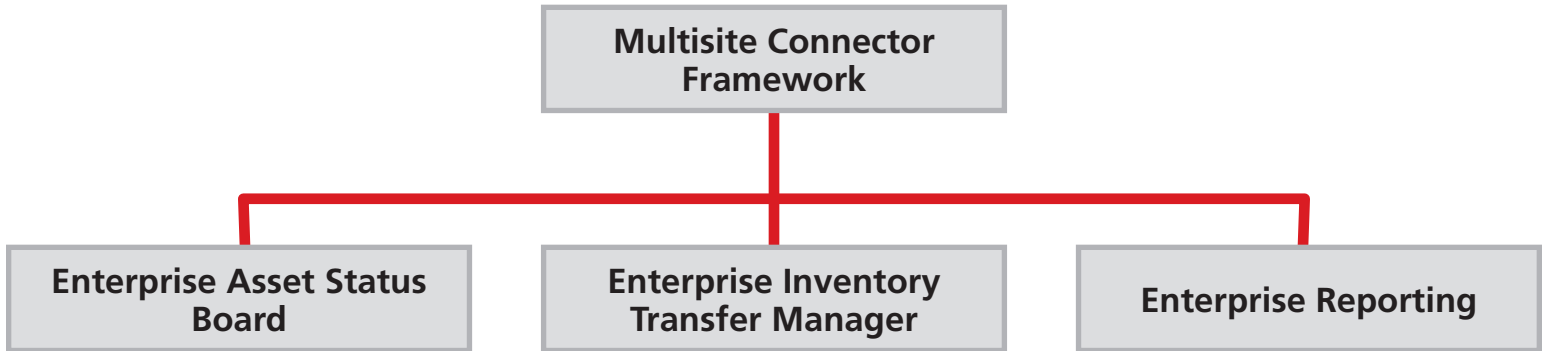 Multisite Connector
Framework
Enterprise Asset Status
Board
Enterprise Inventory
Transfer Manager
Enterprise Reporting